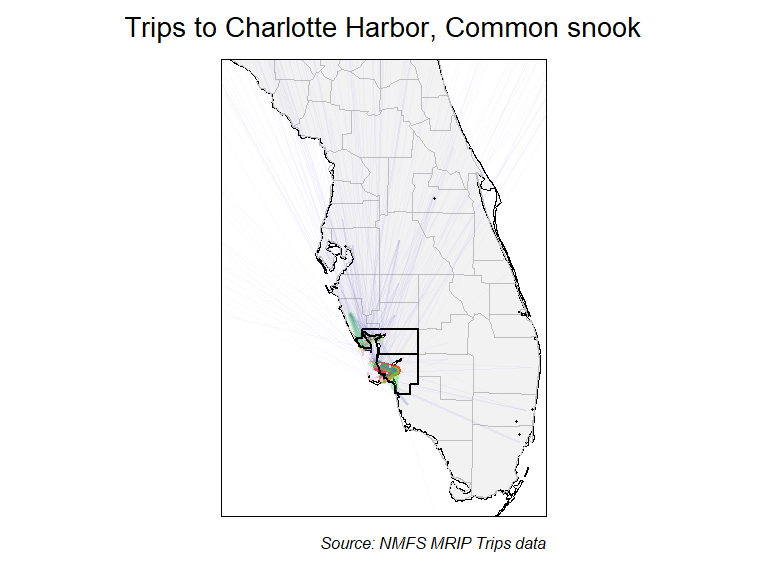 Trips to Charlotte Harbor, Common snook
Source: NMFS MRIP Trips data